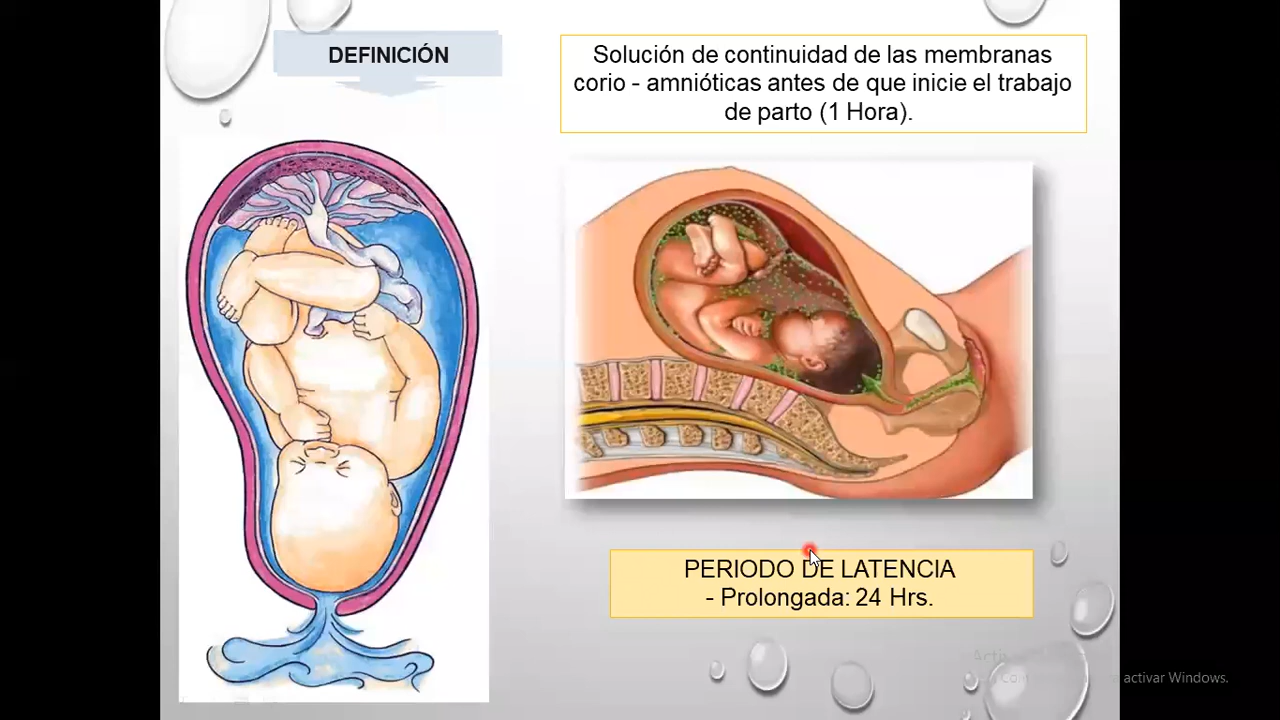 DEFINICIÓN
Solución de continuidad de las membranas
corio - amnióticas antes de que inicie el trabajo
de parto (1 Hora).
PERIODO DE LATENCIA
- Prolongada: 24 Hrs.
activar Windows.